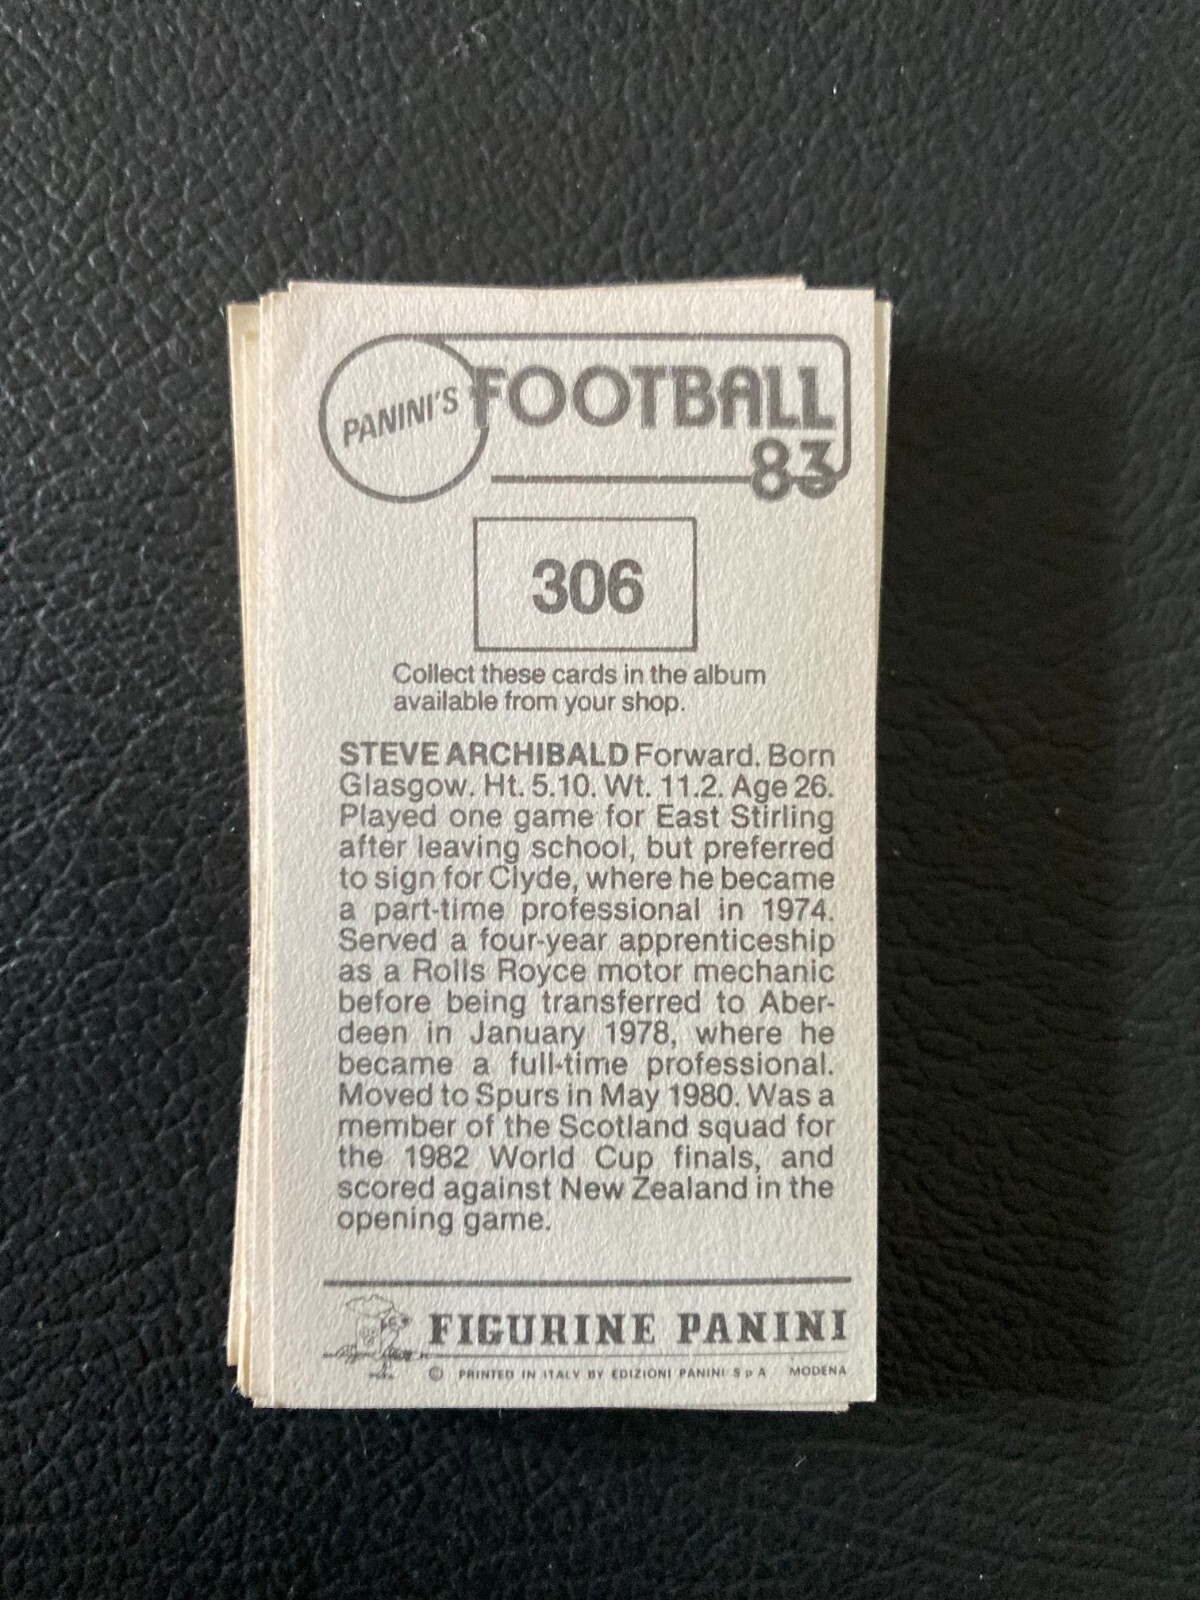 PANINI'S FOOTBALL
83
306
Collect these cards in the album
available from your shop.
STEVE ARCHIBALD Forward. Born
Glasgow. Ht. 5.10. Wt. 11.2. Age 26.
Played one game for East Stirling
after leaving school, but preferred
to sign for Clyde, where he became
a part-time professional in 1974.
Served a four-year apprenticeship
as a Rolls Royce motor mechanic
before being transferred to Aber-
deen in January 1978, where he
became a full-time professional.
Moved to Spurs in May 1980. Was a
member of the Scotland squad for
the 1982 World Cup finals, and
scored against New Zealand in the
opening game.
FIGURINE PANINI
© PRINTED IN ITALY BY EDIZIONI PANINI S p A MODENA